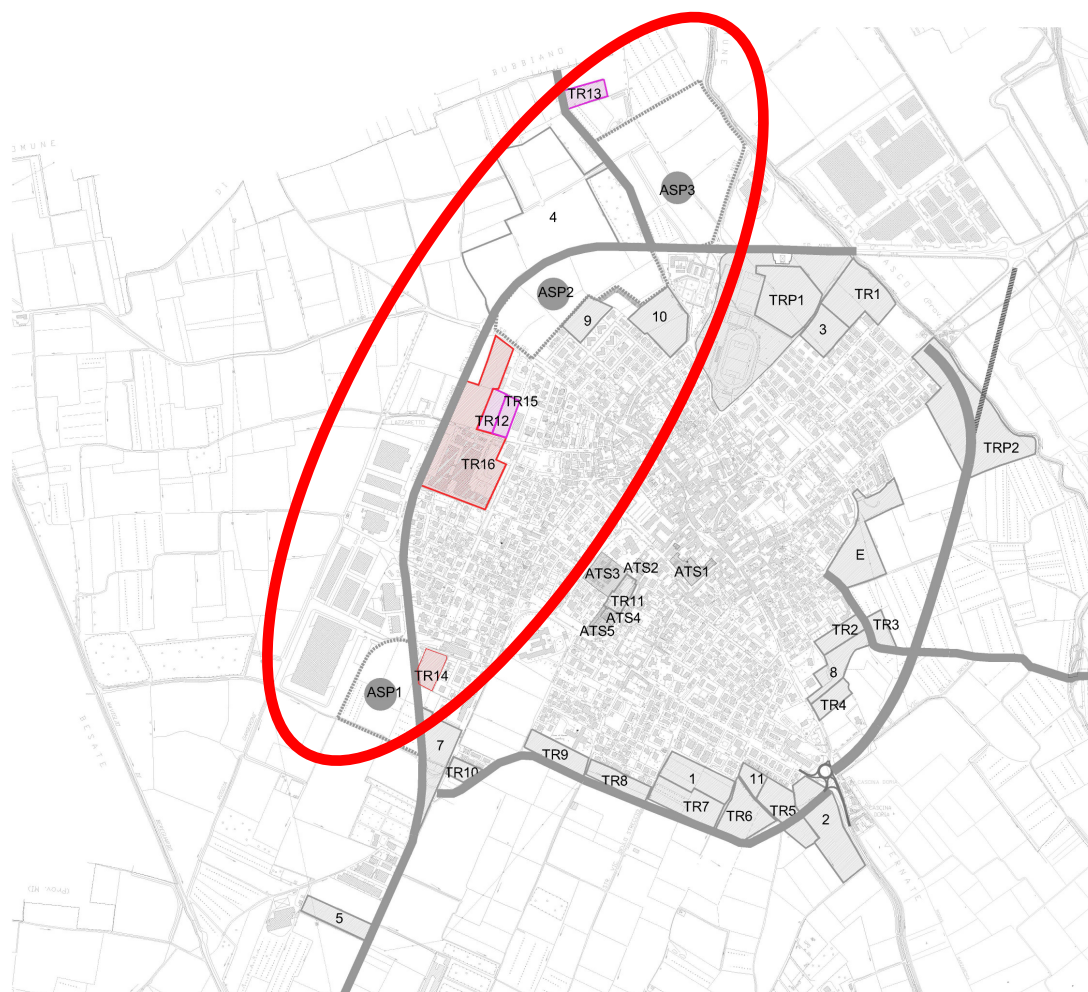 BUBBIANO
TR13
OMUNE
ASP3
4
ASP2
TRP1
TR1
9
10
3
TR15
TR12
LAZZARETTO
TR16
TRP2
E
ATS3
ATS2
ATS1
TR11
ATS4
ATS5
TR2
TR3
8
TR14
ASP1
TR4
BESATE
7
TR9
TR10
TR8
1
11
TR7
TR6
TR5
2
VERNATE
5